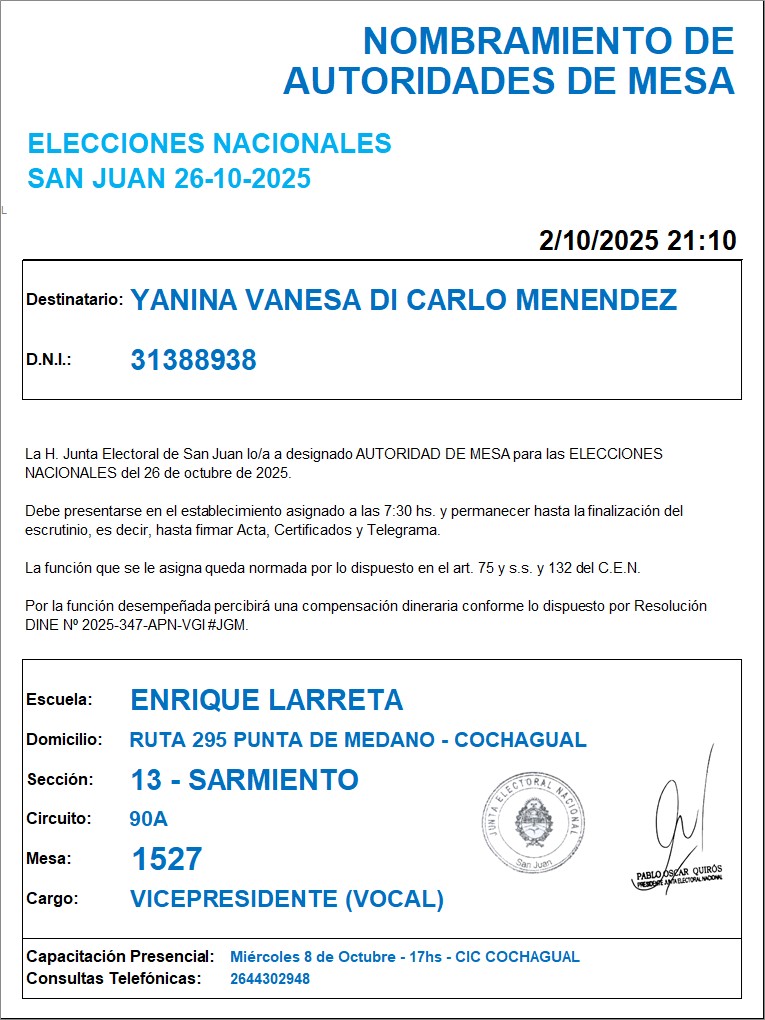 NOMBRAMIENTO DE
AUTORIDADES DE MESA
ELECCIONES NACIONALES
SAN JUAN 26-10-2025
L
2/10/2025 21:10
Destinatario: YANINA VANESA DI CARLO MENENDEZ
D.N.I.: 31388938
La H. Junta Electoral de San Juan lo/a a designado AUTORIDAD DE MESA para las ELECCIONES
NACIONALES del 26 de octubre de 2025.
Debe presentarse en el establecimiento asignado a las 7:30 hs. y permanecer hasta la finalización del
escrutinio, es decir, hasta firmar Acta, Certificados y Telegrama.
La función que se le asigna queda normada por lo dispuesto en el art. 75 y s.s. y 132 del C.E.N.
Por la función desempeñada percibirá una compensación dineraria conforme lo dispuesto por Resolución
DINE Nº 2025-347-APN-VGI#JGM.
Escuela: ENRIQUE LARRETA
Domicilio: RUTA 295 PUNTA DE MEDANO - COCHAGUAL
Sección: 13 - SARMIENTO
Circuito: 90A
Mesa: 1527
Cargo: VICEPRESIDENTE (VOCAL)
JUNTA ELECTORAL NACIONAL
San Juan
PABLO OSCAR QUIRÓS
PRESIDENTE JUNTA ELECTORAL NACIONAL
Capacitación Presencial: Miércoles 8 de Octubre - 17hs - CIC COCHAGUAL
Consultas Telefónicas: 2644302948